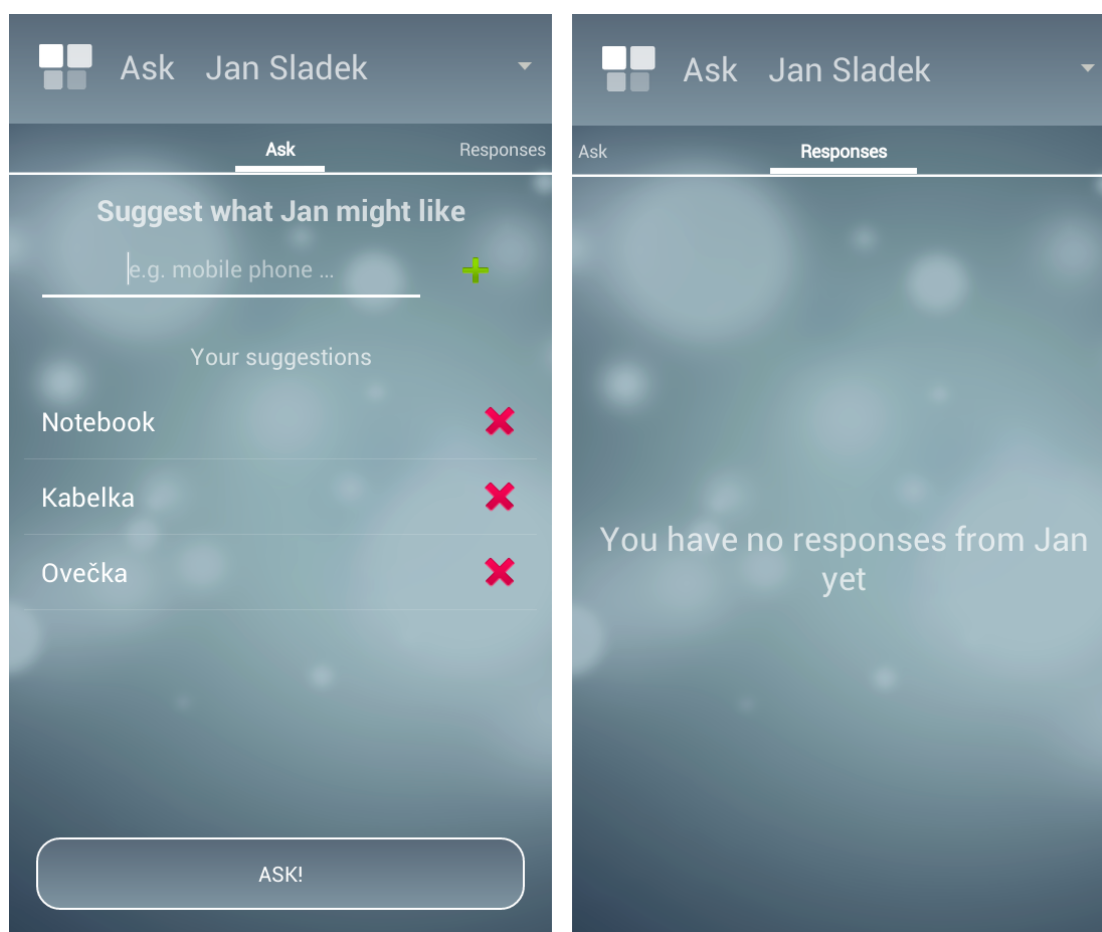 Ask Jan Sladek
Ask Responses
Suggest what Jan might like
e.g. mobile phone ...
Your suggestions
Notebook
Kabelka
Ovečka
ASK!
Ask Jan Sladek
Ask Responses
You have no responses from Jan
yet